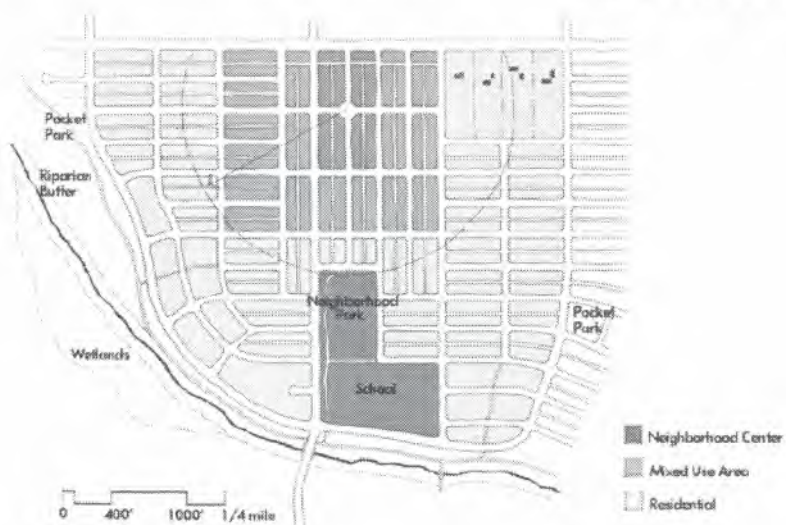 Pocket
Park
Riparian
Buffer
Neighborhood
Park
Pocket
Park
Wetlands
School
Neighborhood Center
Mixed Use Area
Residential
0 400' 1000' 1/4 mile